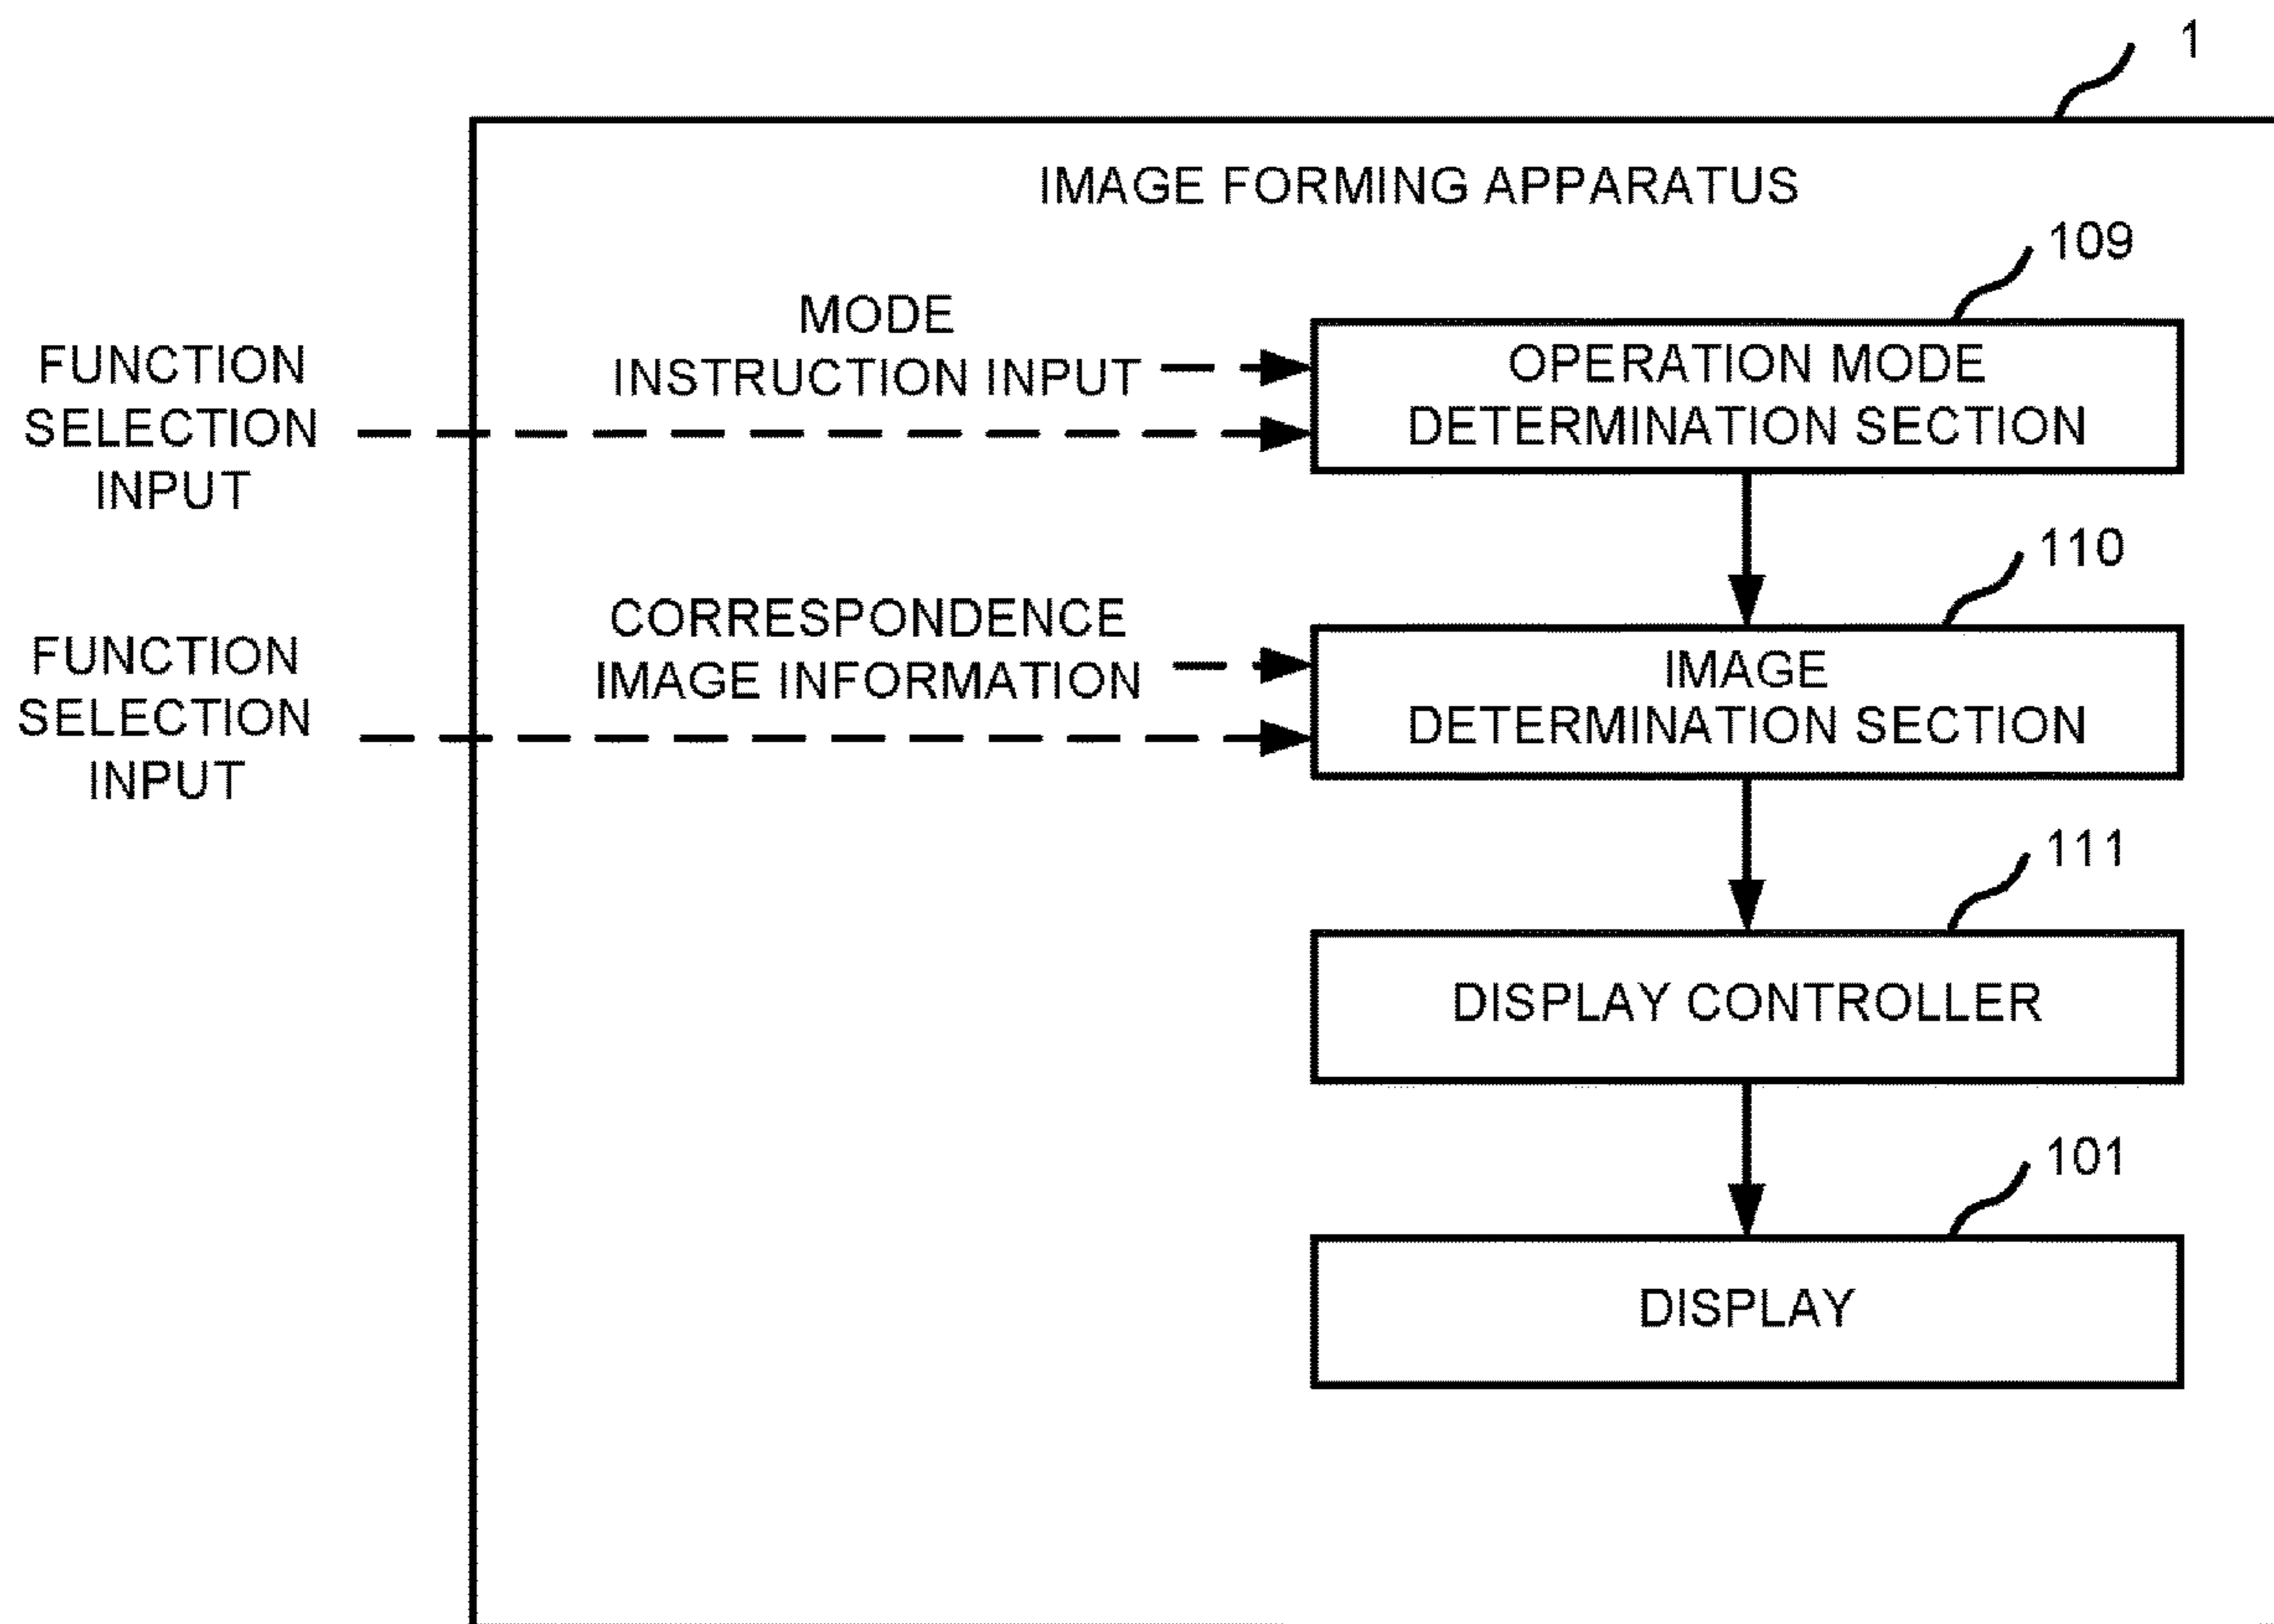 1
IMAGE FORMING APPARATUS
109
MODE
INSTRUCTION INPUT
FUNCTION
SELECTION
INPUT
OPERATION MODE
DETERMINATION SECTION
110
CORRESPONDENCE
IMAGE INFORMATION
FUNCTION
SELECTION
INPUT
IMAGE
DETERMINATION SECTION
111
DISPLAY CONTROLLER
101
DISPLAY